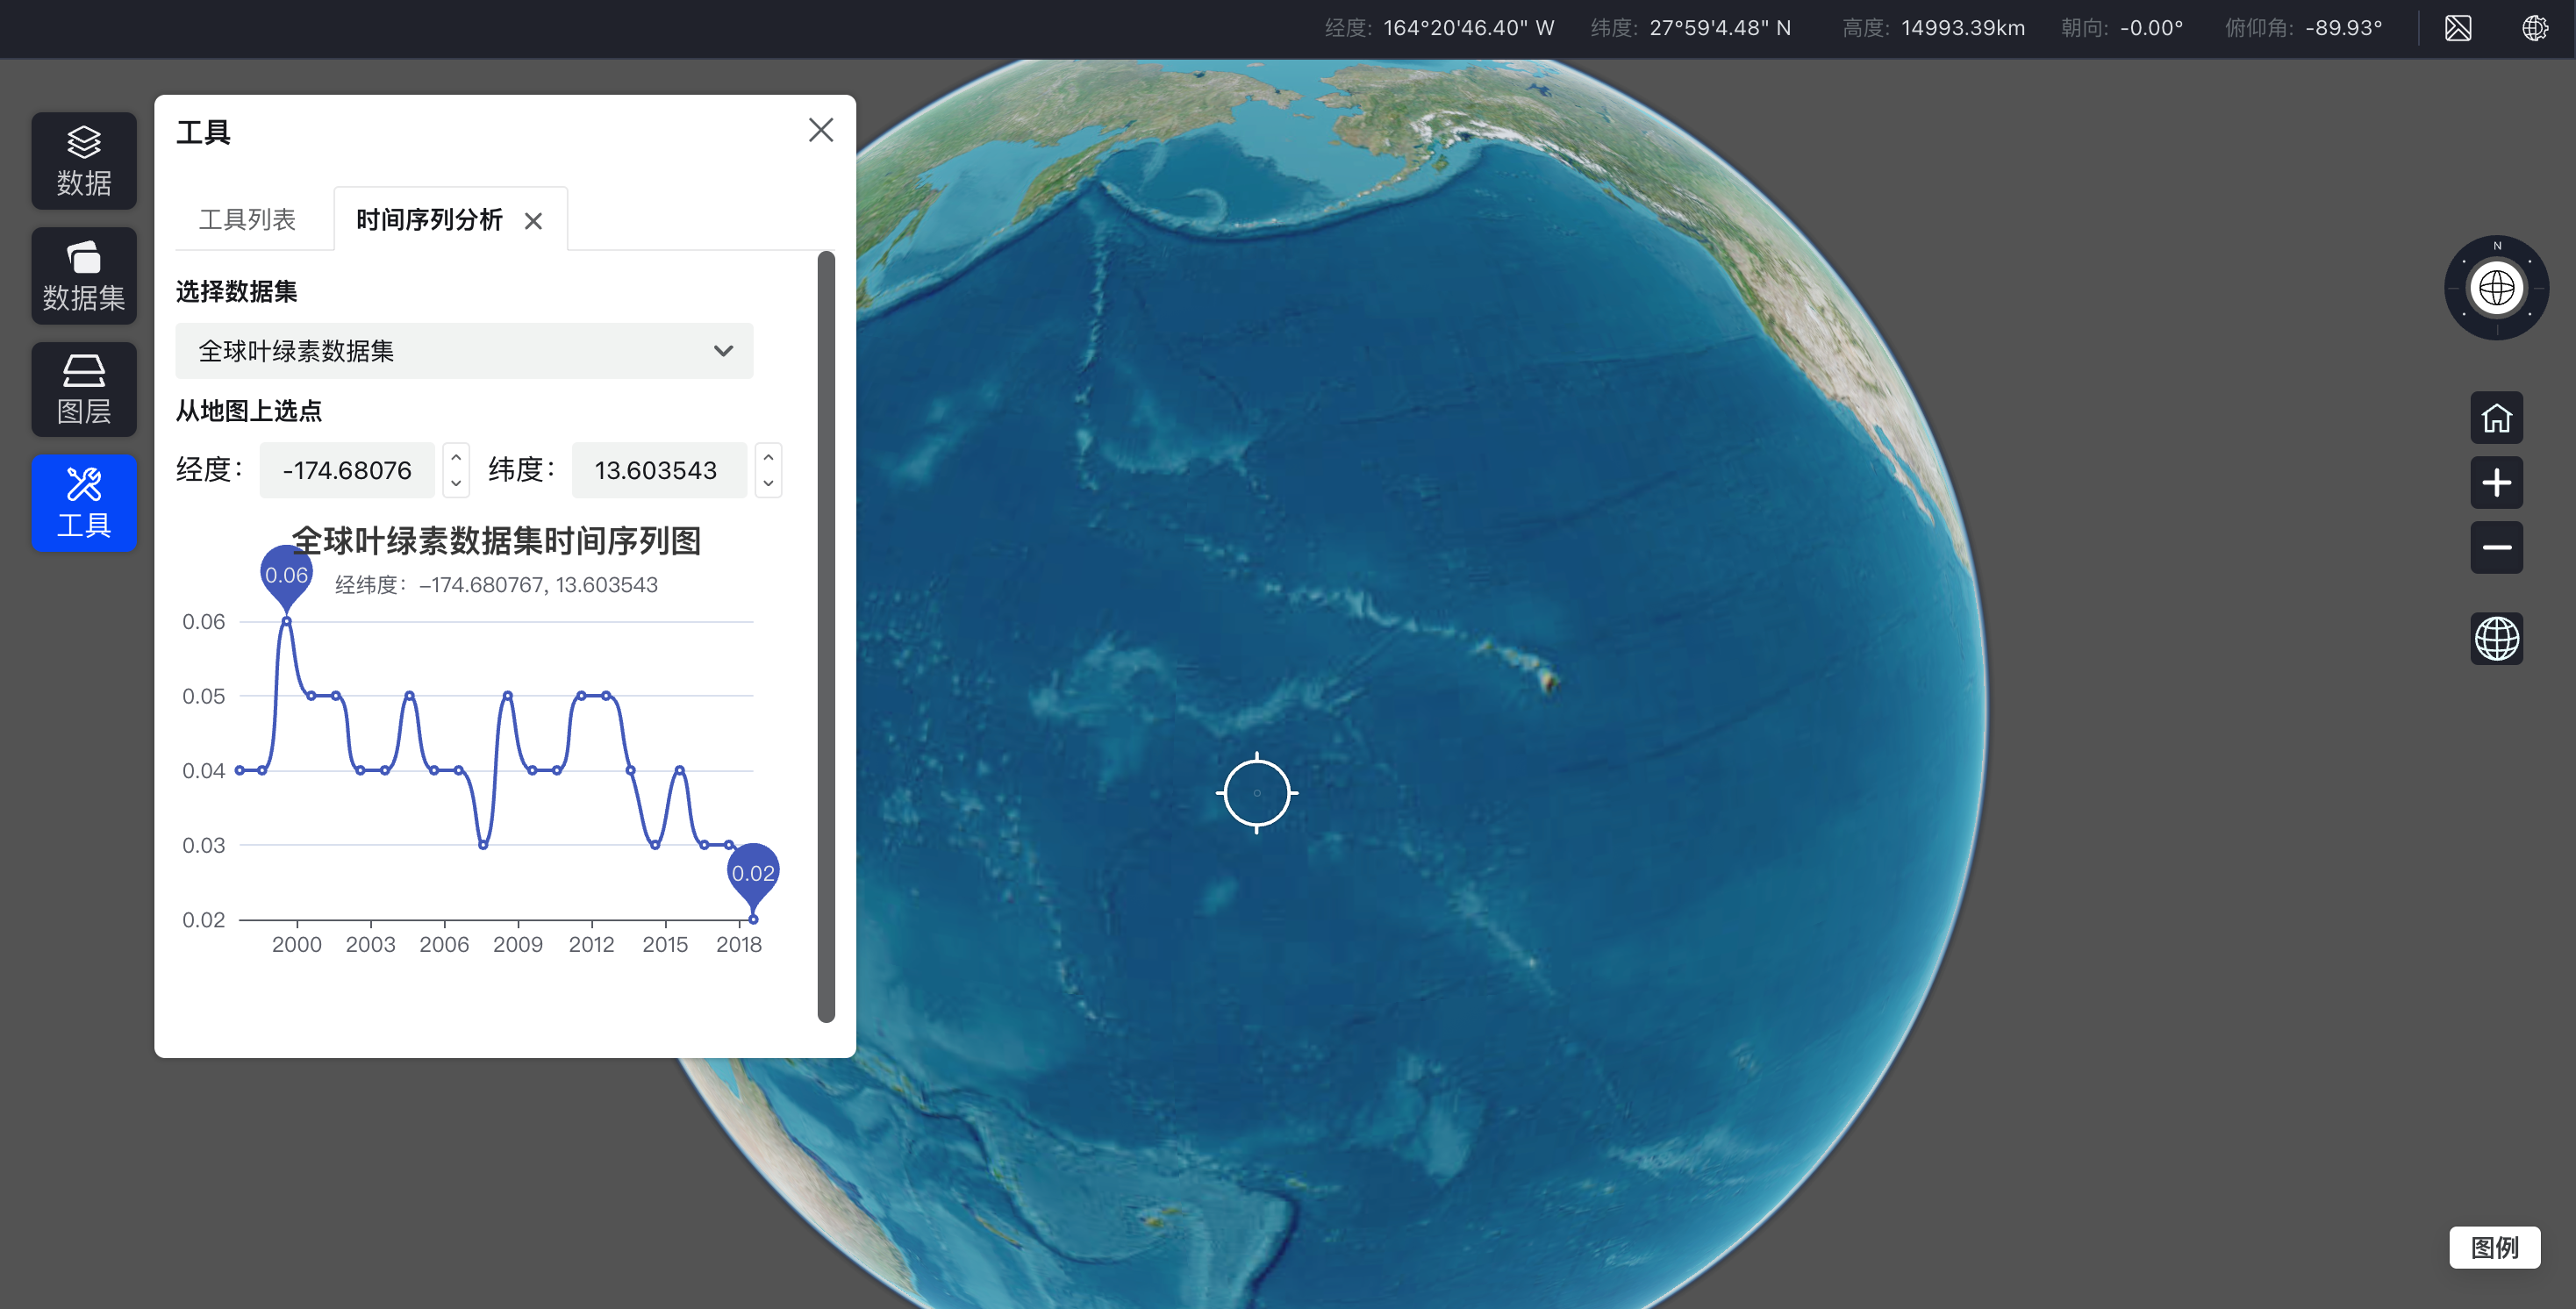 经度: 164°20'46.40" W 纬度: 27°59'4.48" N 高度: 14993.39km 朝向: -0.00° 俯仰角: -89.93°
数据
数据集
图层
工具
工具
工具列表 时间序列分析
选择数据集
全球叶绿素数据集
从地图上选点
经度: -174.68076 纬度: 13.603543
全球叶绿素数据集时间序列图
经纬度: -174.680767, 13.603543
0.06
0.06
0.05
0.04
0.03
0.02
0.02
2000 2003 2006 2009 2012 2015 2018
N
图例